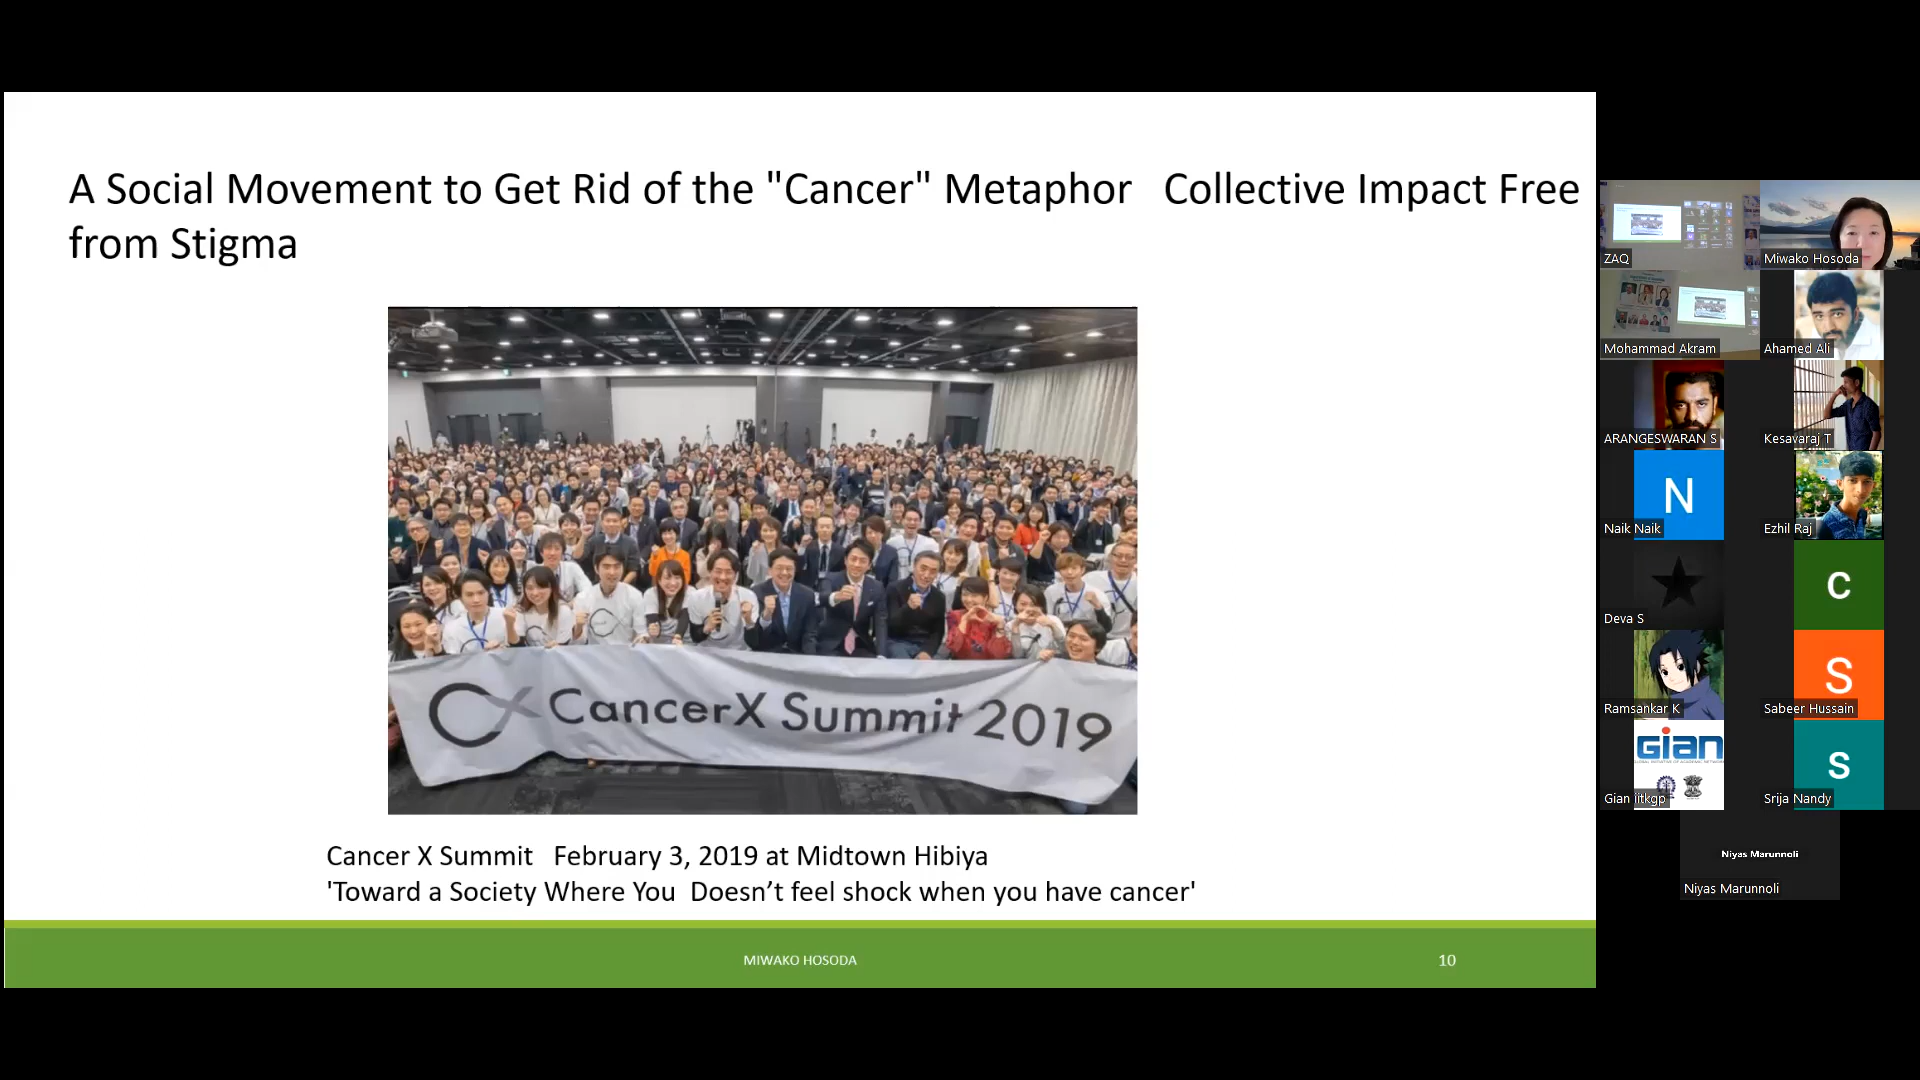 A Social Movement to Get Rid of the "Cancer" Metaphor   Collective Impact Free
from Stigma
CancerX Summit 2019
Cancer X Summit   February 3, 2019 at Midtown Hibiya
'Toward a Society Where You  Doesn’t feel shock when you have cancer'
MIWAKO HOSODA
10
ZAQ
Miwako Hosoda
Mohammad Akram
Ahamed Ali
ARANGESWARAN S
Kesavaraj T
N
Naik Naik
Ezhil Raj
Deva S
C
Ramsankar K
S
Sabeer Hussain
Gian
Gian iitkgp
S
Srija Nandy
Niyas Marunnoli
Niyas Marunnoli